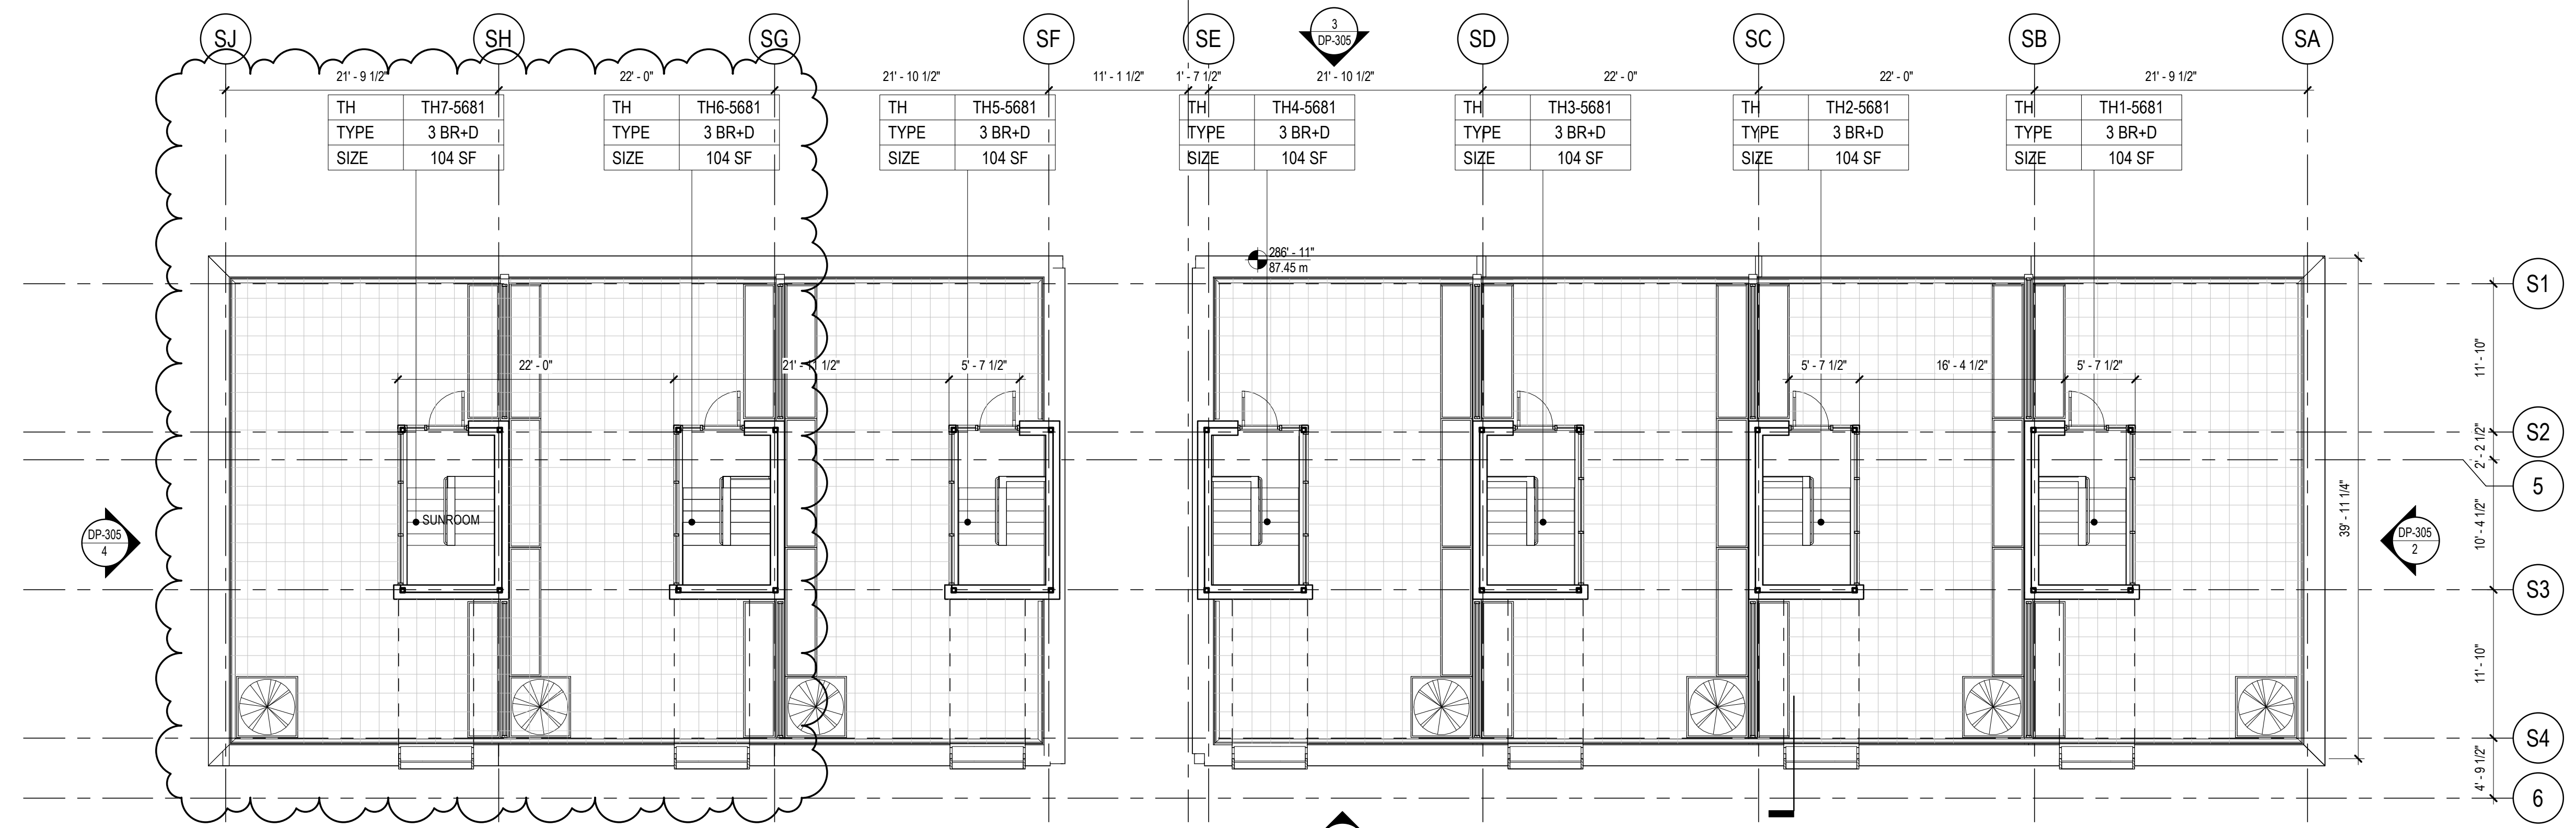 SJ SH SG SF SE SD SC SB SA
3
DP-305
21' - 9 1/2" 22' - 0" 21' - 10 1/2" 11' - 1 1/2" 1' - 7 1/2" 21' - 10 1/2" 22' - 0" 22' - 0" 21' - 9 1/2"
TH TH7-5681
TYPE 3 BR+D
SIZE 104 SF
TH TH6-5681
TYPE 3 BR+D
SIZE 104 SF
TH TH5-5681
TYPE 3 BR+D
SIZE 104 SF
TH TH4-5681
TYPE 3 BR+D
SIZE 104 SF
TH TH3-5681
TYPE 3 BR+D
SIZE 104 SF
TH TH2-5681
TYPE 3 BR+D
SIZE 104 SF
TH TH1-5681
TYPE 3 BR+D
SIZE 104 SF
286' - 11"
87.45 m
S1
22' - 0" 21' - 11 1/2" 5' - 7 1/2" 5' - 7 1/2" 16' - 4 1/2" 5' - 7 1/2"
11' - 10"
S2
2' - 2 1/2"
5
39' - 11 1/4"
10' - 4 1/2"
SUNROOM
DP-305
4
DP-305
2
S3
11' - 10"
S4
4' - 9 1/2"
6